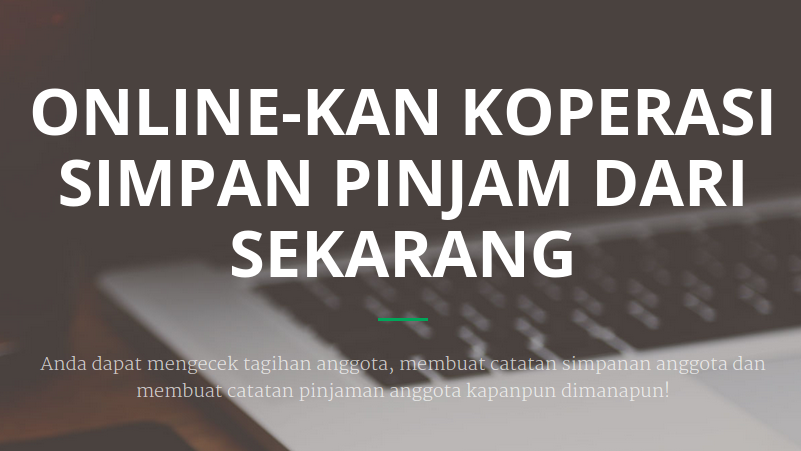 ONLINE-KAN KOPERASI
SIMPAN PINJAM DARI
SEKARANG
Anda dapat mengecek tagihan anggota, membuat catatan simpanan anggota dan
membuat catatan pinjaman anggota kapanpun dimanapun!